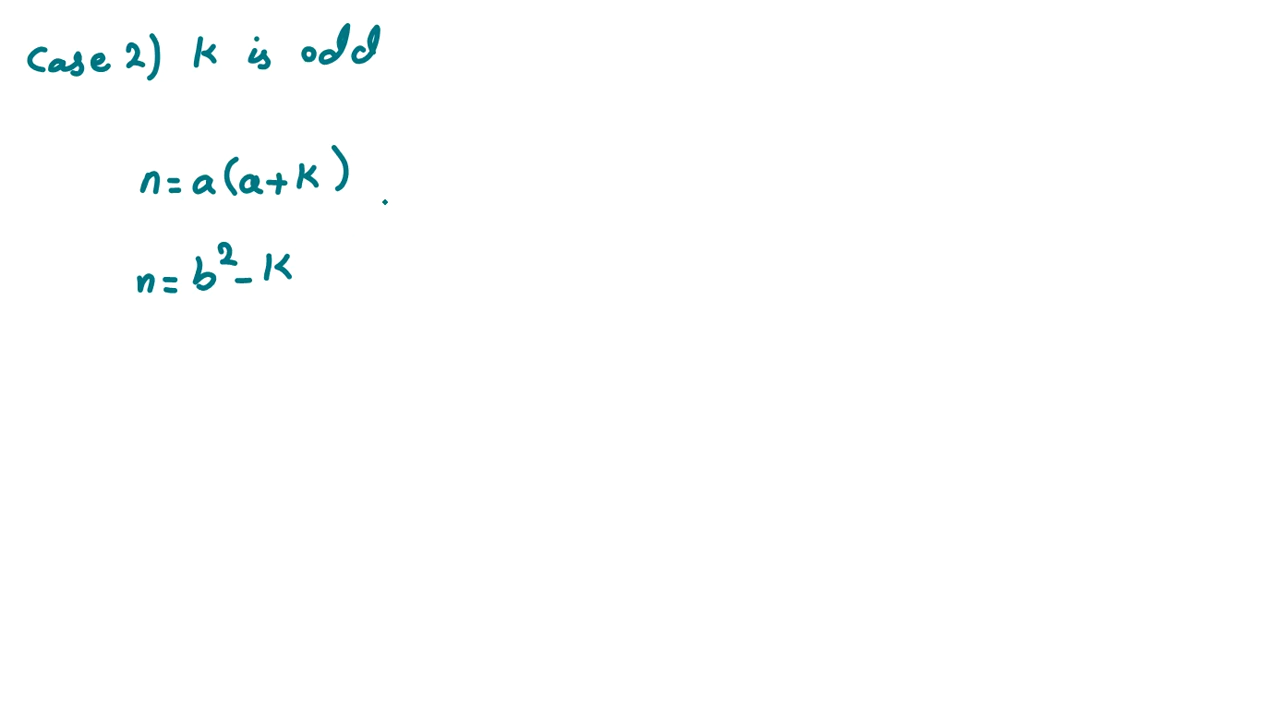 Case 2) K is odd
n = a(a+K)
n = b² - K